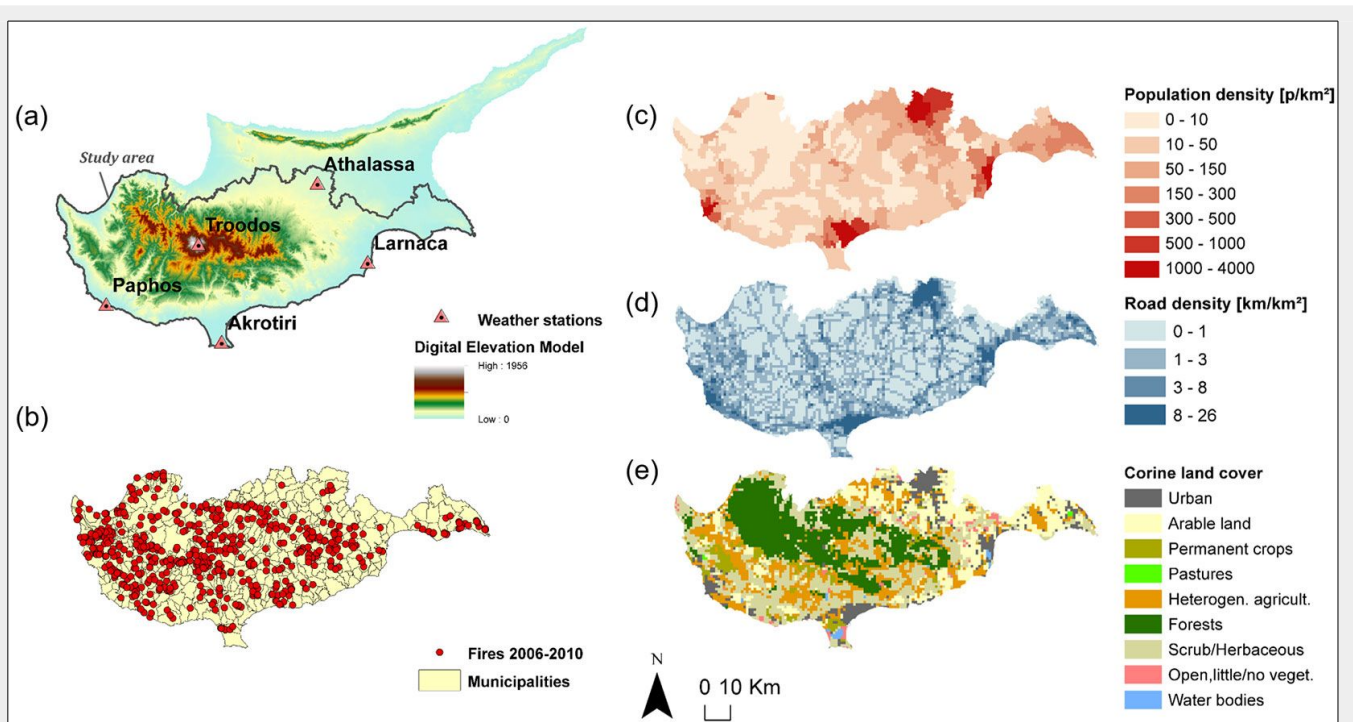 (a)
Study area
Athalassa
Troodos
Larnaca
Paphos
Akrotiri
Weather stations
Digital Elevation Model
High : 1956
Low : 0
(b)
Fires 2006-2010
Municipalities
(c)
Population density [p/km²]
0 - 10
10 - 50
50 - 150
150 - 300
300 - 500
500 - 1000
1000 - 4000
(d)
Road density [km/km²]
0 - 1
1 - 3
3 - 8
8 - 26
(e)
Corine land cover
Urban
Arable land
Permanent crops
Pastures
Heterogen. agricult.
Forests
Scrub/Herbaceous
Open,little/no veget.
Water bodies
N
0 10 Km